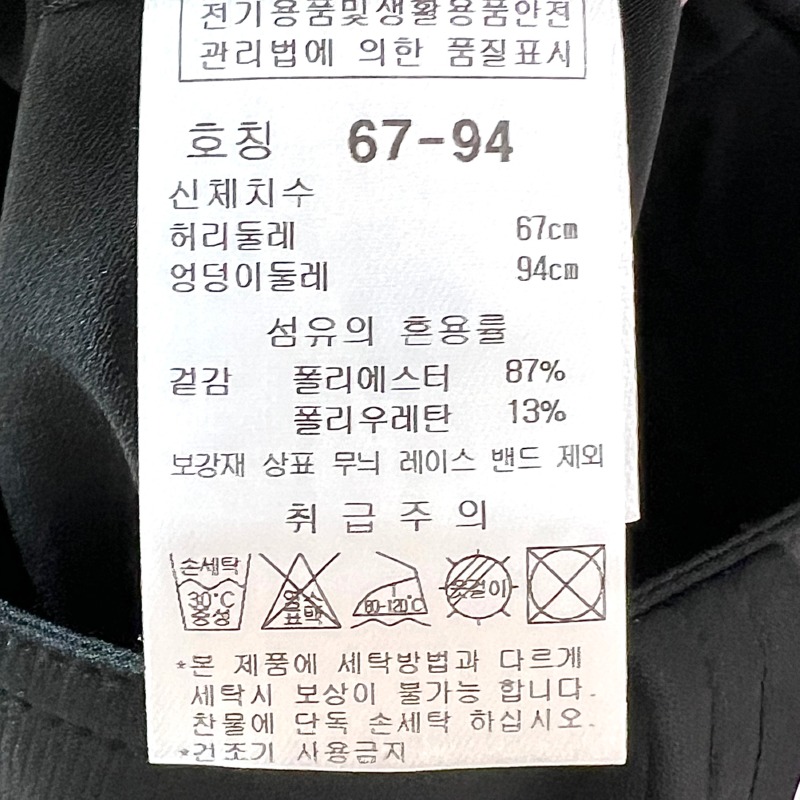 전기용품및생활용품안전
관리법에 의한 품질표시
호칭 67-94
신체치수
허리둘레 67cm
엉덩이둘레 94cm
섬유의 혼용률
겉감 폴리에스터 87%
폴리우레탄 13%
보강재 상표 무늬 레이스 밴드 제외
취급주의
손세탁
30°C
중성
염소
표백
80-120°C
옷걸이
*본 제품에 세탁방법과 다르게
세탁시 보상이 불가능 합니다.
찬물에 단독 손세탁 하십시오.
*건조기 사용금지